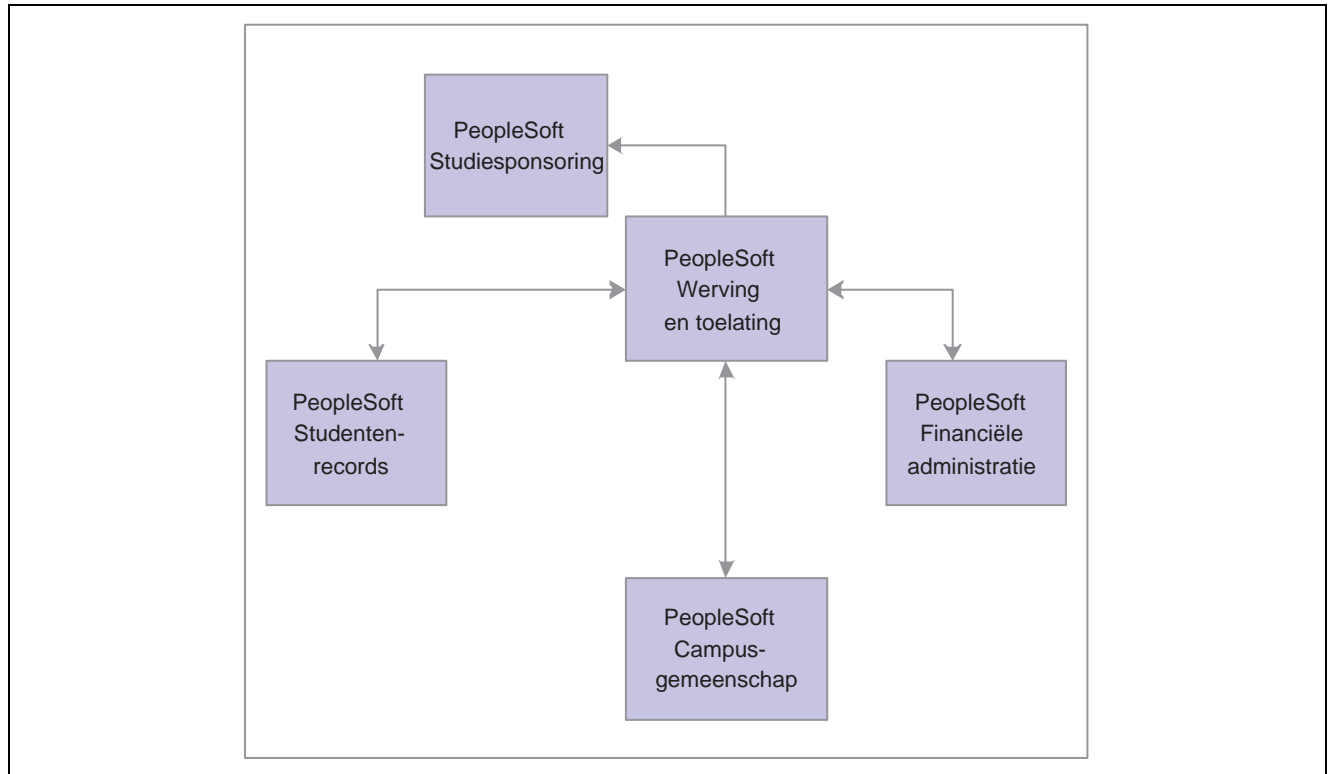 PeopleSoft
Studiesponsoring
PeopleSoft
Werving
en toelating
PeopleSoft
Studenten-
records
PeopleSoft
Financiële
administratie
PeopleSoft
Campus-
gemeenschap